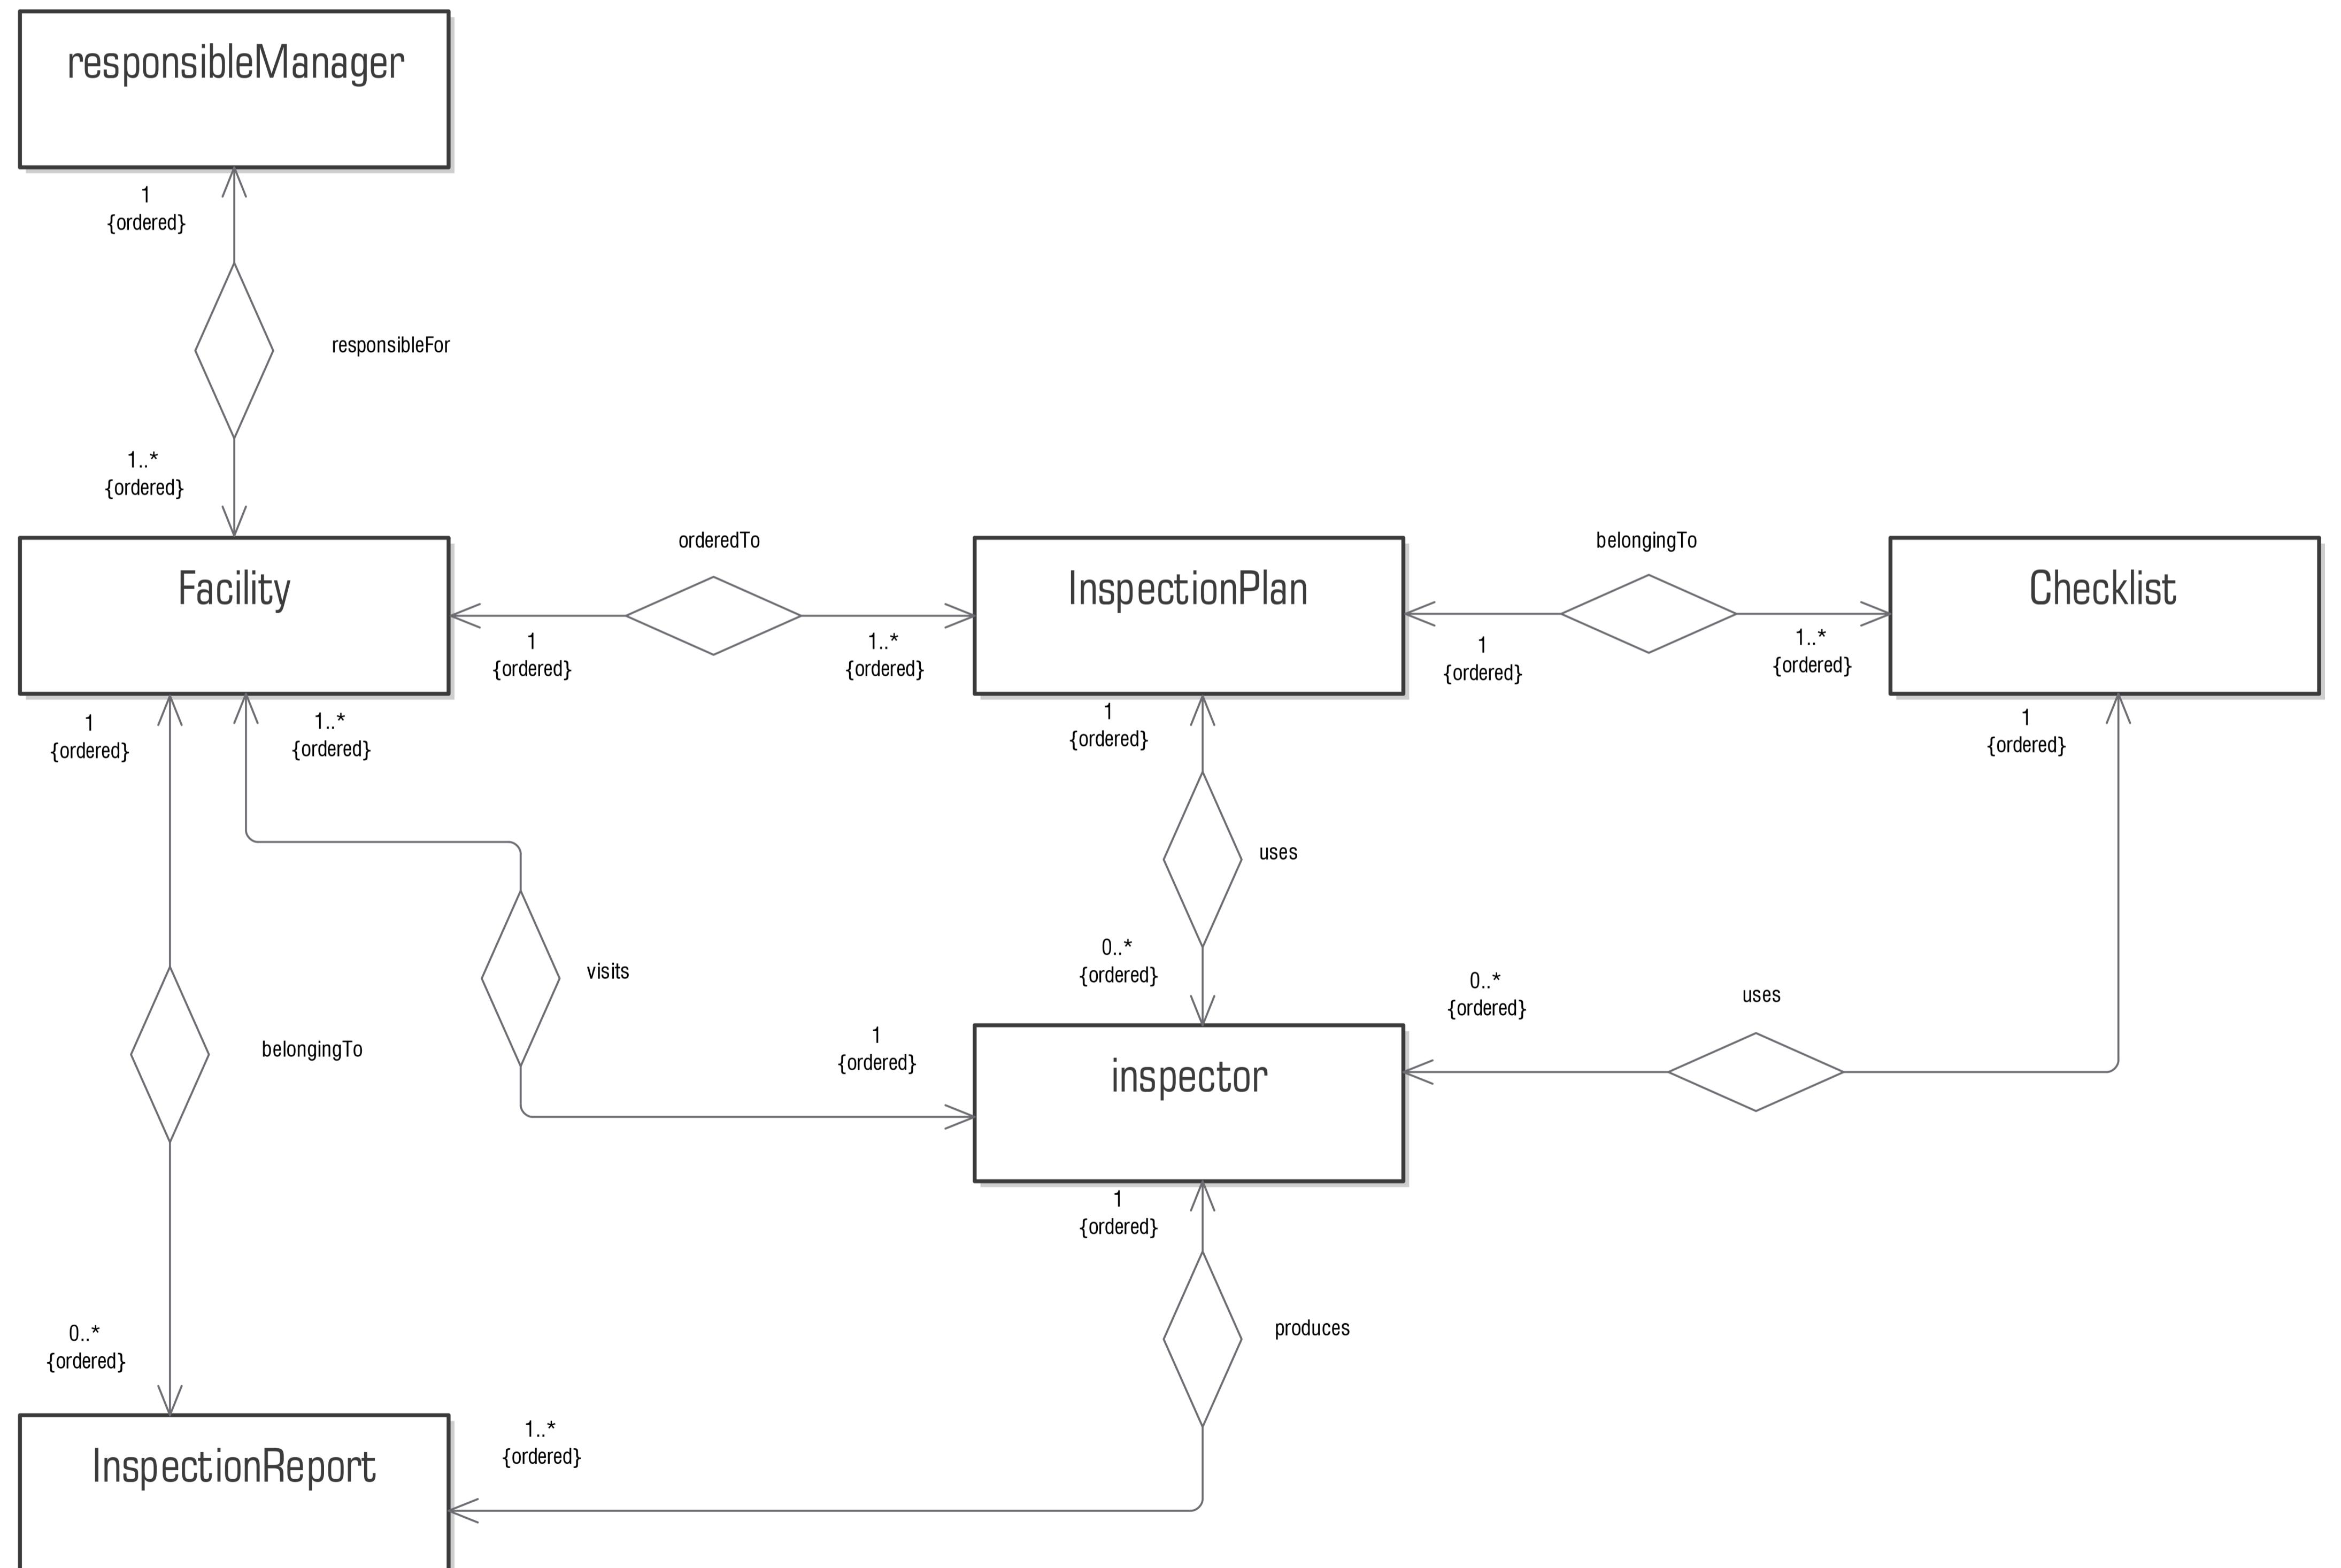 responsibleManager
1
{ordered}
responsibleFor
1..*
{ordered}
Facility
orderedTo
1
{ordered}
1..*
{ordered}
InspectionPlan
belongingTo
1
{ordered}
1..*
{ordered}
Checklist
1
{ordered}
1..*
{ordered}
1
{ordered}
1
{ordered}
uses
visits
0..*
{ordered}
0..*
{ordered}
uses
belongingTo
1
{ordered}
inspector
1
{ordered}
produces
0..*
{ordered}
1..*
{ordered}
InspectionReport